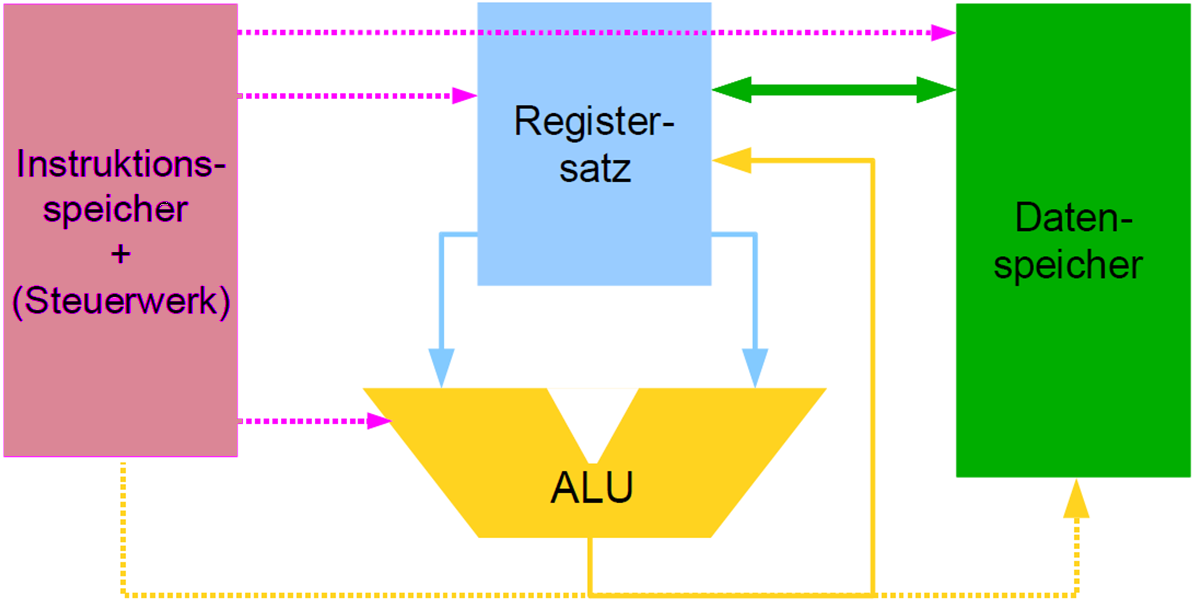 Instruktions-
speicher
+
(Steuerwerk)
Register-
satz
Daten-
speicher
ALU